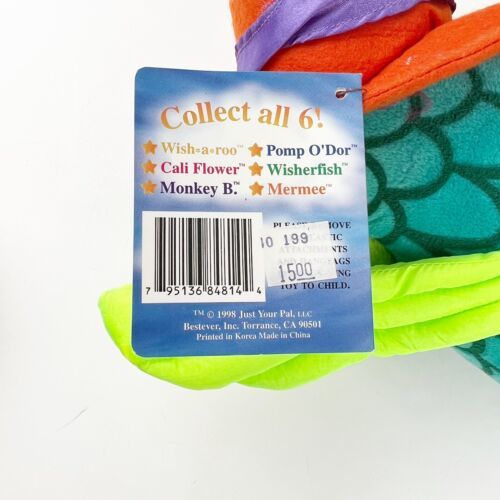 Collect all 6!
Wish-a-roo™ Pomp O'Dor™
Cali Flower™ Wisherfish™
Monkey B.™ Mermee™
PLEASE REMOVE
ATTACHMENTS
TOY TO CHILD.
199
15.00
7 95136 84814 4
TM © 1998 Just Your Pal, LLC
Bestever, Inc. Torrance, CA 90501
Printed in Korea Made in China